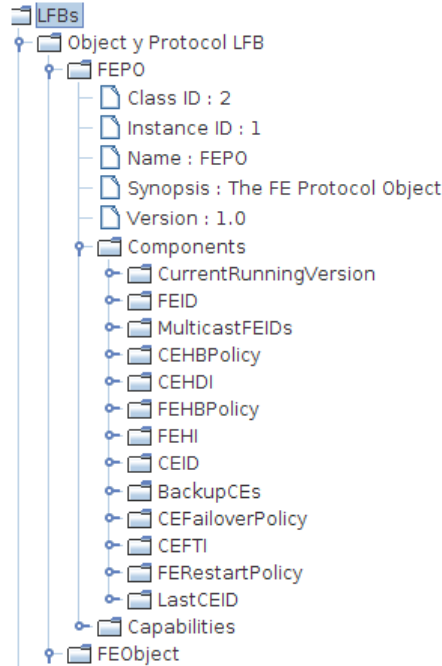 LFBs
Object y Protocol LFB
FEPO
Class ID : 2
Instance ID : 1
Name : FEPO
Synopsis : The FE Protocol Object
Version : 1.0
Components
CurrentRunningVersion
FEID
MulticastFEIDs
CEHBPolicy
CEHDI
FEHBPolicy
FEHI
CEID
BackupCEs
CEFailoverPolicy
CEFTI
FERestartPolicy
LastCEID
Capabilities
FEObject